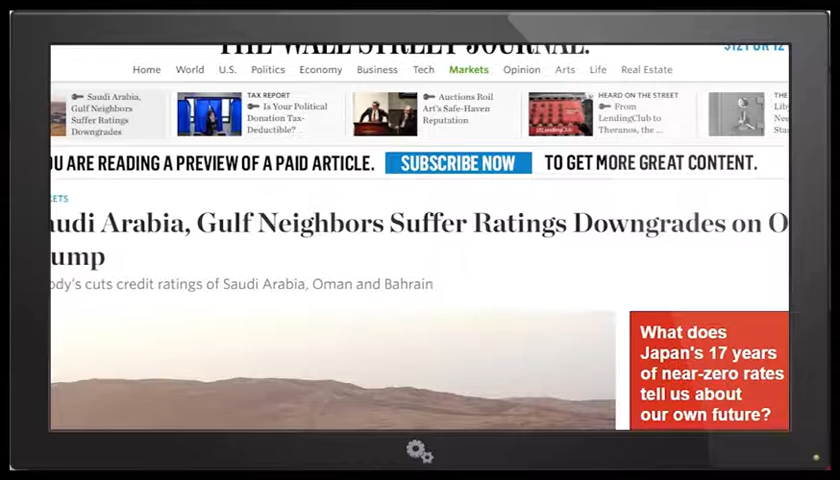 THE WALL STREET JOURNAL.
$12 FOR 12
Home World U.S. Politics Economy Business Tech Markets Opinion Arts Life Real Estate
Saudi Arabia,
Gulf Neighbors
Suffer Ratings
Downgrades
TAX REPORT
Is Your Political
Donation Tax-
Deductible?
Auctions Roil
Art's Safe-Haven
Reputation
HEARD ON THE STREET
From
LendingClub to
Theranos, the ...
THE
Lib
Ne
Sta
OU ARE READING A PREVIEW OF A PAID ARTICLE. SUBSCRIBE NOW TO GET MORE GREAT CONTENT.
ETS
audi Arabia, Gulf Neighbors Suffer Ratings Downgrades on O
ump
ody's cuts credit ratings of Saudi Arabia, Oman and Bahrain
What does
Japan's 17 years
of near-zero rates
tell us about
our own future?